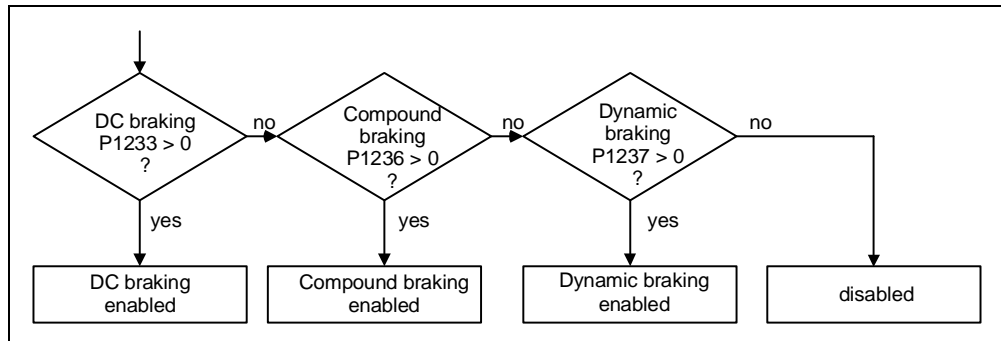 DC braking
P1233 > 0
?
no
Compound
braking
P1236 > 0
?
no
Dynamic
braking
P1237 > 0
?
no
yes
yes
yes
DC braking
enabled
Compound braking
enabled
Dynamic braking
enabled
disabled